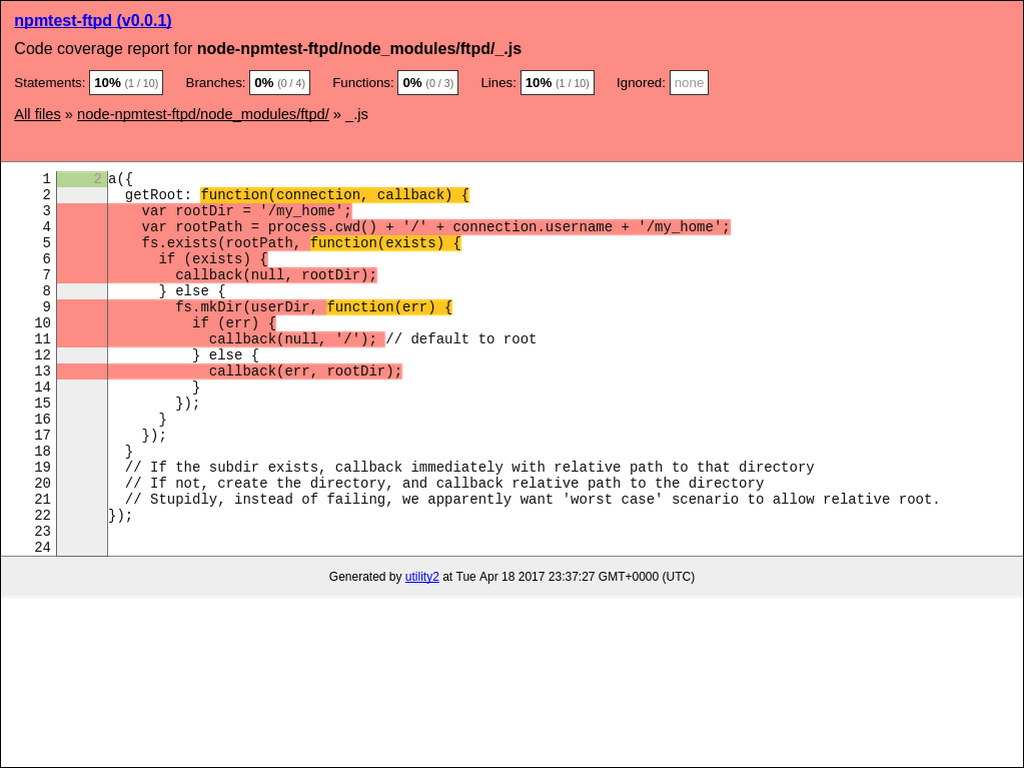 npmtest-ftpd (v0.0.1)
Code coverage report for node-npmtest-ftpd/node_modules/ftpd/_.js
Statements: 10% (1 / 10) Branches: 0% (0 / 4) Functions: 0% (0 / 3) Lines: 10% (1 / 10) Ignored: none
All files » node-npmtest-ftpd/node_modules/ftpd/ » _.js
1 2 a({
2 getRoot: function(connection, callback) {
3 var rootDir = '/my_home';
4 var rootPath = process.cwd() + '/' + connection.username + '/my_home';
5 fs.exists(rootPath, function(exists) {
6 if (exists) {
7 callback(null, rootDir);
8 } else {
9 fs.mkDir(userDir, function(err) {
10 if (err) {
11 callback(null, '/'); // default to root
12 } else {
13 callback(err, rootDir);
14 }
15 });
16 }
17 });
18 }
19 // If the subdir exists, callback immediately with relative path to that directory
20 // If not, create the directory, and callback relative path to the directory
21 // Stupidly, instead of failing, we apparently want 'worst case' scenario to allow relative root.
22 });
23
24
Generated by utility2 at Tue Apr 18 2017 23:37:27 GMT+0000 (UTC)